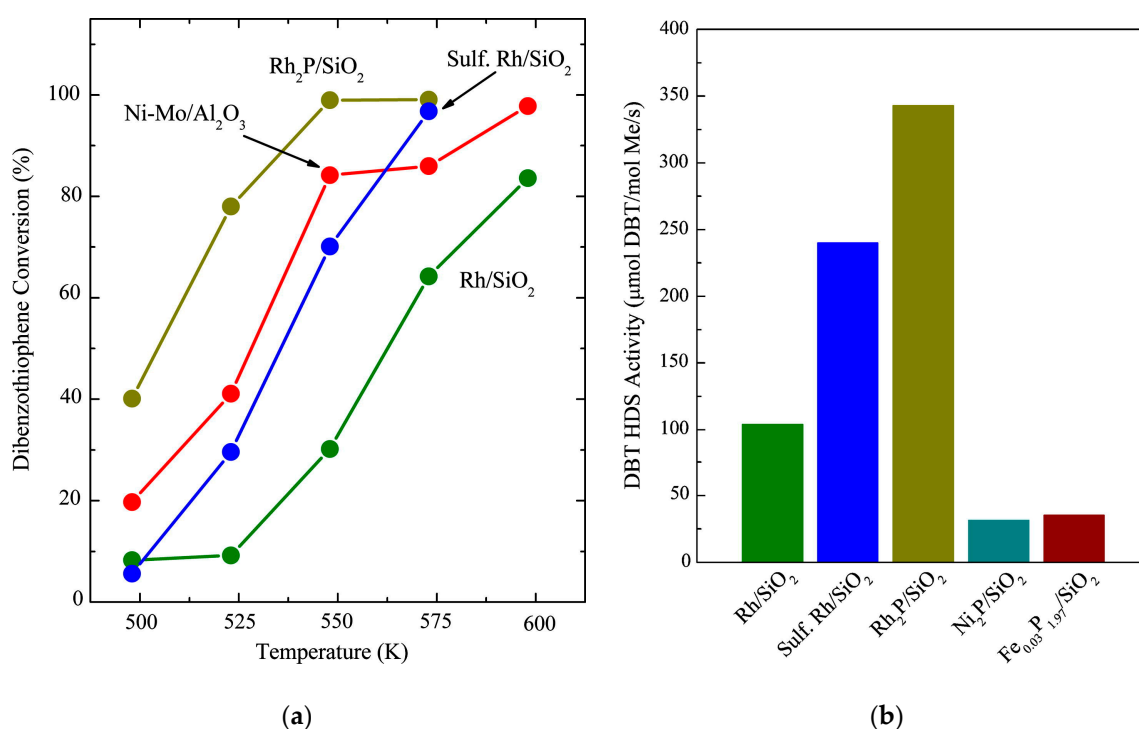 Dibenzothiophene Conversion (%)
100
80
60
40
20
0
500
525
550
575
600
Temperature (K)
Rh₂P/SiO₂
Sulf. Rh/SiO₂
Ni-Mo/Al₂O₃
Rh/SiO₂
(a)
DBT HDS Activity (μmol DBT/mol Me/s)
400
350
300
250
200
150
100
50
0
Rh/SiO₂
Sulf. Rh/SiO₂
Rh₂P/SiO₂
Ni₂P/SiO₂
Fe₀.₀₃P₁.₉₇/SiO₂
(b)